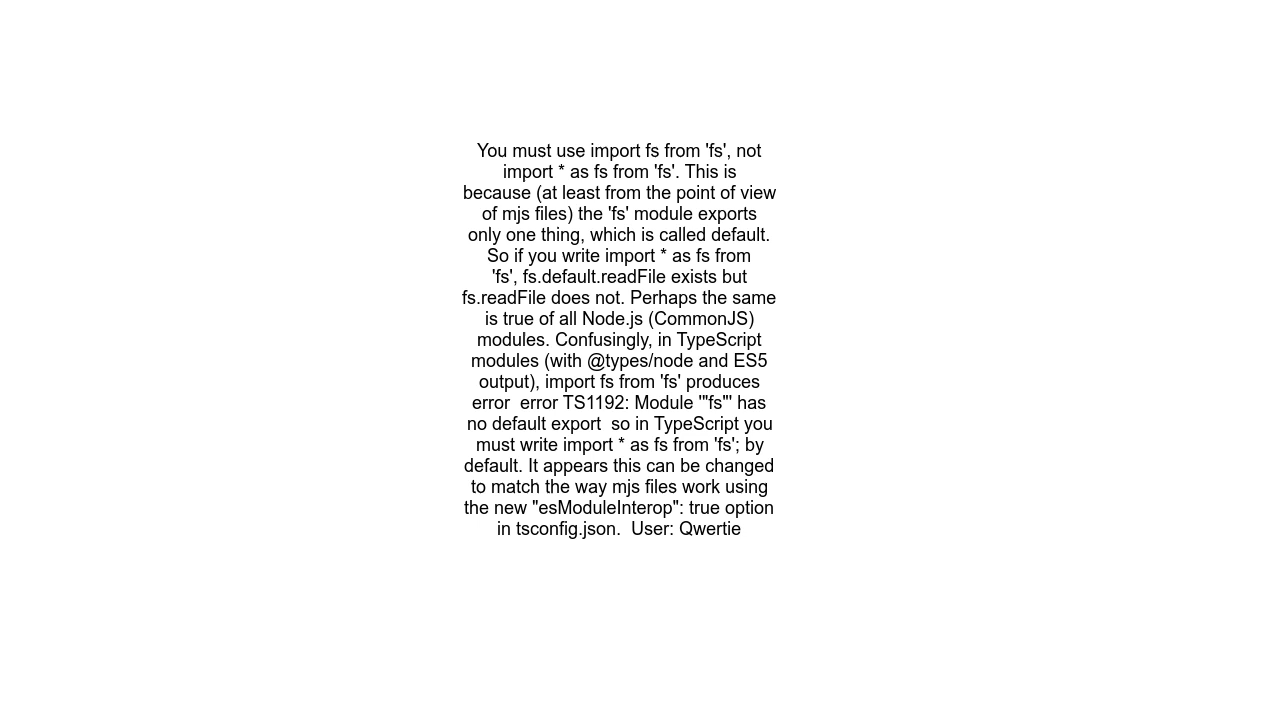 You must use import fs from 'fs', not
import * as fs from 'fs'. This is
because (at least from the point of view
of mjs files) the 'fs' module exports
only one thing, which is called default.
So if you write import * as fs from
'fs', fs.default.readFile exists but
fs.readFile does not. Perhaps the same
is true of all Node.js (CommonJS)
modules. Confusingly, in TypeScript
modules (with @types/node and ES5
output), import fs from 'fs' produces
error  error TS1192: Module '"fs"' has
no default export  so in TypeScript you
must write import * as fs from 'fs'; by
default. It appears this can be changed
to match the way mjs files work using
the new "esModuleInterop": true option
in tsconfig.json.  User: Qwertie